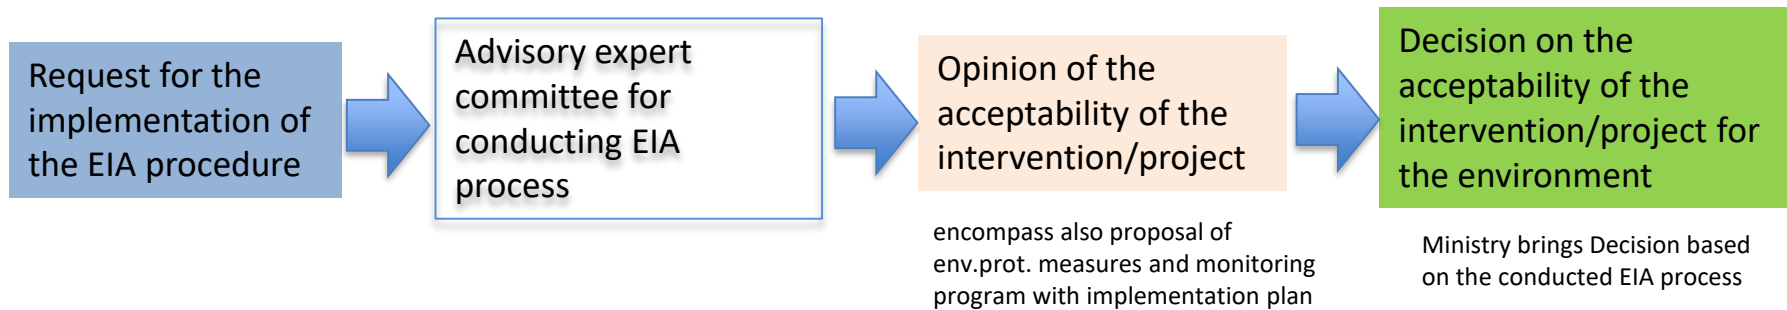 Request for the
implementation of
the EIA procedure
Advisory expert
committee for
conducting EIA
process
Opinion of the
acceptability of the
intervention/project
encompass also proposal of
env.prot. measures and monitoring
program with implementation plan
Decision on the
acceptability of the
intervention/project for
the environment
Ministry brings Decision based
on the conducted EIA process